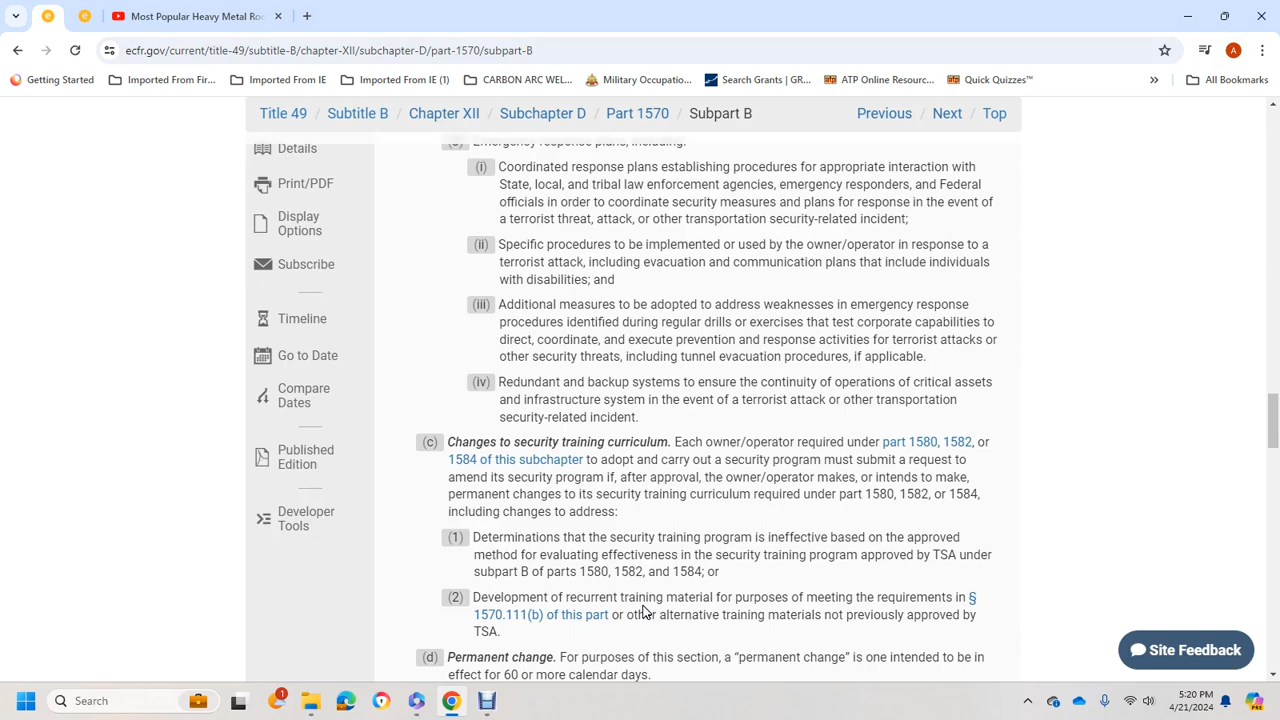 Most Popular Heavy Metal Ro
ecfr.gov/current/title-49/subtitle-B/chapter-XII/subchapter-D/part-1570/subpart-B
A
Getting Started
Imported From Fir...
Imported From IE
Imported From IE (1)
CARBON ARC WEL...
Military Occupatio...
Search Grants | GR...
ATP Online Resourc...
Quick Quizzes™
All Bookmarks
Title 49 / Subtitle B / Chapter XII / Subchapter D / Part 1570 / Subpart B
Previous / Next / Top
Details
Print/PDF
Display
Options
Subscribe
Timeline
Go to Date
Compare
Dates
Published
Edition
Developer
Tools
Emergency response plans, including:
(i) Coordinated response plans establishing procedures for appropriate interaction with
State, local, and tribal law enforcement agencies, emergency responders, and Federal
officials in order to coordinate security measures and plans for response in the event of
a terrorist threat, attack, or other transportation security-related incident;
(ii) Specific procedures to be implemented or used by the owner/operator in response to a
terrorist attack, including evacuation and communication plans that include individuals
with disabilities; and
(iii) Additional measures to be adopted to address weaknesses in emergency response
procedures identified during regular drills or exercises that test corporate capabilities to
direct, coordinate, and execute prevention and response activities for terrorist attacks or
other security threats, including tunnel evacuation procedures, if applicable.
(iv) Redundant and backup systems to ensure the continuity of operations of critical assets
and infrastructure system in the event of a terrorist attack or other transportation
security-related incident.
(c) Changes to security training curriculum. Each owner/operator required under part 1580, 1582, or
1584 of this subchapter to adopt and carry out a security program must submit a request to
amend its security program if, after approval, the owner/operator makes, or intends to make,
permanent changes to its security training curriculum required under part 1580, 1582, or 1584,
including changes to address:
(1) Determinations that the security training program is ineffective based on the approved
method for evaluating effectiveness in the security training program approved by TSA under
subpart B of parts 1580, 1582, and 1584; or
(2) Development of recurrent training material for purposes of meeting the requirements in §
1570.111(b) of this part or other alternative training materials not previously approved by
TSA.
(d) Permanent change. For purposes of this section, a “permanent change” is one intended to be in
effect for 60 or more calendar days.
Site Feedback
Search
1
5:20 PM
4/21/2024